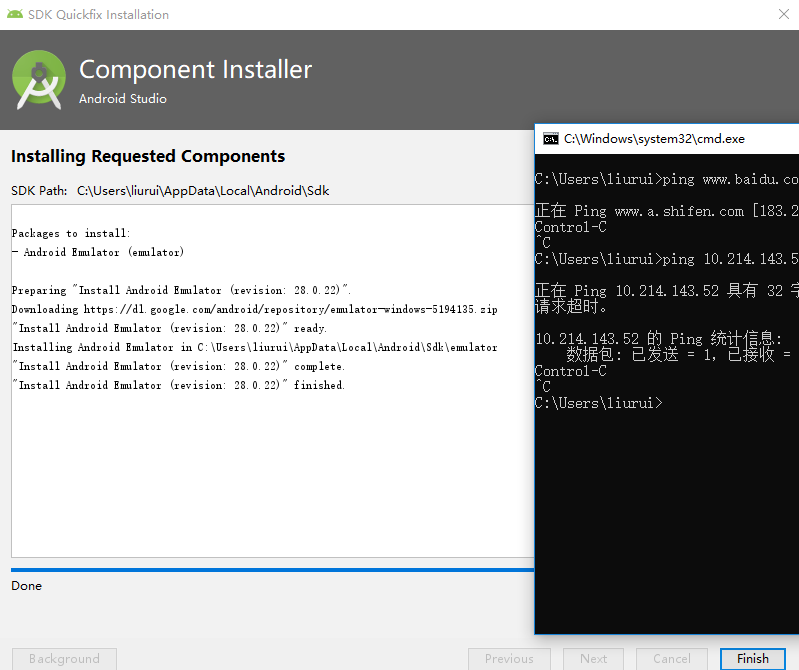 SDK Quickfix Installation
Component Installer
Android Studio
Installing Requested Components
SDK Path: C:\Users\liurui\AppData\Local\Android\Sdk
Packages to install:
- Android Emulator (emulator)
Preparing "Install Android Emulator (revision: 28.0.22)".
Downloading https://dl.google.com/android/repository/emulator-windows-5194135.zip
"Install Android Emulator (revision: 28.0.22)" ready.
Installing Android Emulator in C:\Users\liurui\AppData\Local\Android\Sdk\emulator
"Install Android Emulator (revision: 28.0.22)" complete.
"Install Android Emulator (revision: 28.0.22)" finished.
Done
Background
Previous
Next
Cancel
Finish
C:\Windows\system32\cmd.exe
C:\Users\liurui>ping www.baidu.co
正在 Ping www.a.shifen.com [183.2
Control-C
^C
C:\Users\liurui>ping 10.214.143.5
正在 Ping 10.214.143.52 具有 32 字
请求超时。
10.214.143.52 的 Ping 统计信息:
数据包: 已发送 = 1，已接收 =
Control-C
^C
C:\Users\liurui>